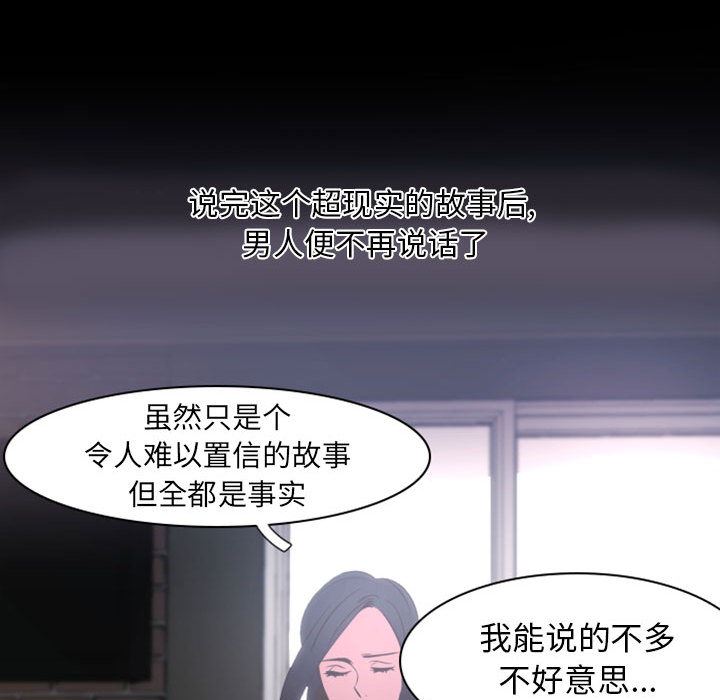 说完这个超现实的故事后,
男人便不再说话了
虽然只是个
令人难以置信的故事
但全都是事实
我能说的不多
不好意思...